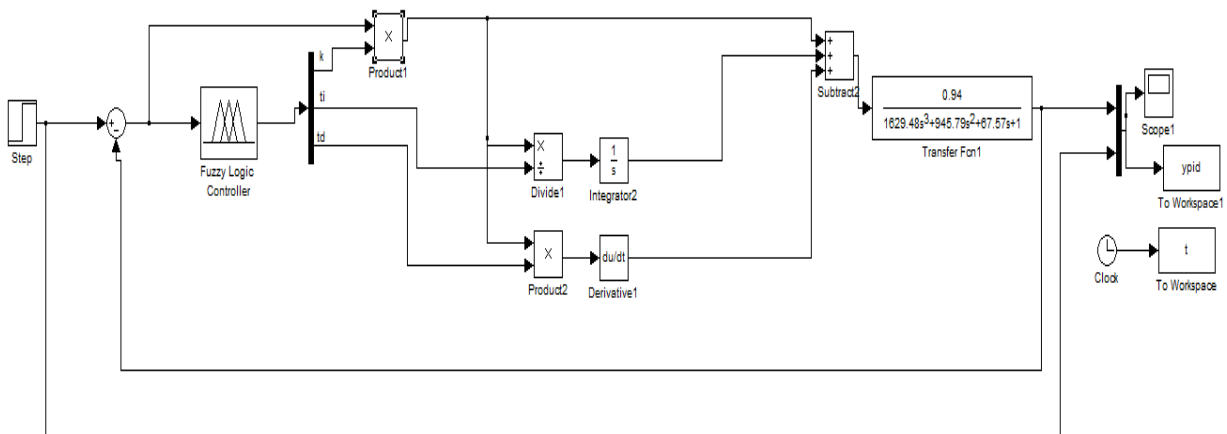 Step
+
-
Fuzzy Logic
Controller
k
ti
td
×
Product1
×
÷
Divide1
1
s
Integrator2
×
Product2
du/dt
Derivative1
+
+
+
Subtract2
0.94
1629.48s³+945.79s²+67.57s+1
Transfer Fcn1
Scope1
ypid
To Workspace1
Clock
t
To Workspace